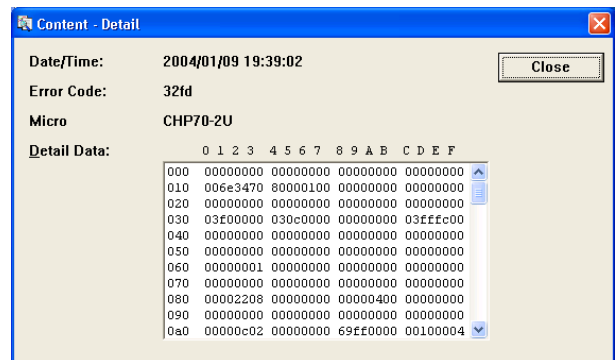 Content - Detail
Date/Time: 2004/01/09 19:39:02
Close
Error Code: 32fd
Micro CHP70-2U
Detail Data: 0 1 2 3 4 5 6 7 8 9 A B C D E F
000 00000000 00000000 00000000 00000000
010 006e3470 80000100 00000000 00000000
020 00000000 00000000 00000000 00000000
030 03f00000 030c0000 00000000 03fffc00
040 00000000 00000000 00000000 00000000
050 00000000 00000000 00000000 00000000
060 00000001 00000000 00000000 00000000
070 00000000 00000000 00000000 00000000
080 00002208 00000000 00000400 00000000
090 00000000 00000000 00000000 00000000
0a0 00000c02 00000000 69ff0000 00100004